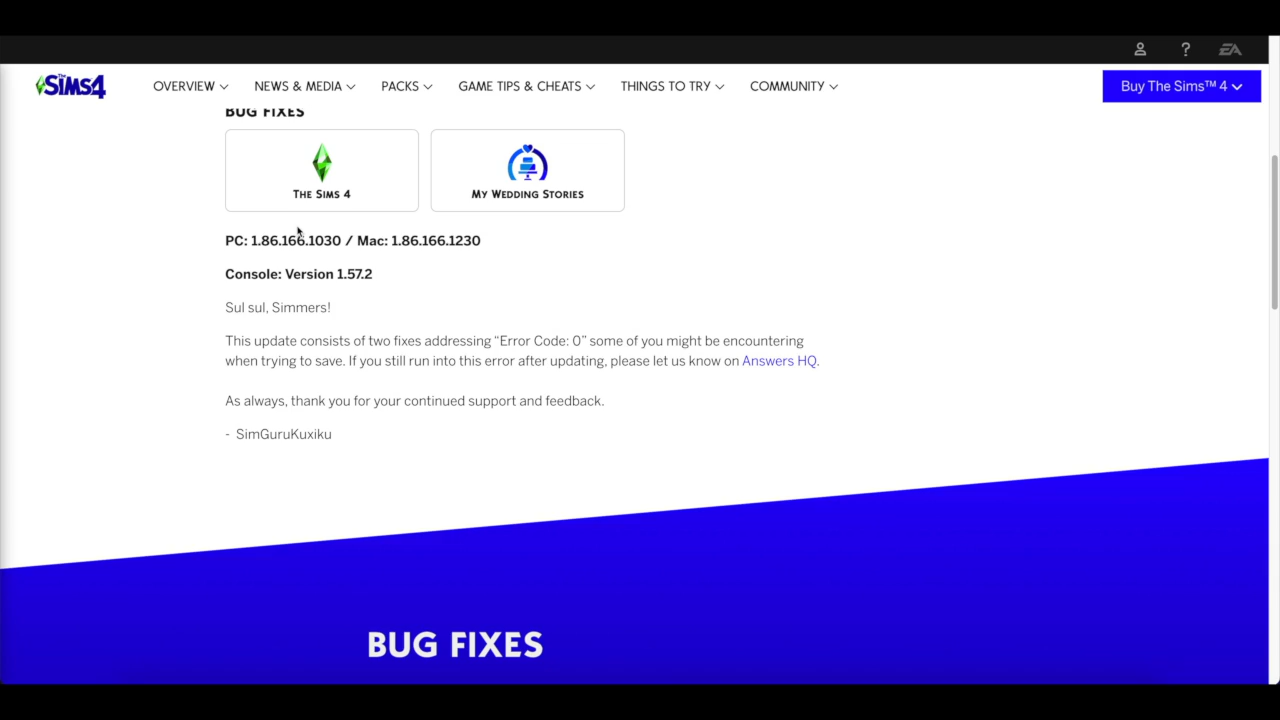 EA
THE SIMS4
OVERVIEW
NEWS & MEDIA
PACKS
GAME TIPS & CHEATS
THINGS TO TRY
COMMUNITY
Buy The Sims™ 4
BUG FIXES
THE SIMS 4
MY WEDDING STORIES
PC: 1.86.166.1030 / Mac: 1.86.166.1230
Console: Version 1.57.2
Sul sul, Simmers!
This update consists of two fixes addressing “Error Code: 0” some of you might be encountering
when trying to save. If you still run into this error after updating, please let us know on Answers HQ.
As always, thank you for your continued support and feedback.
- SimGuruKuxiku
BUG FIXES